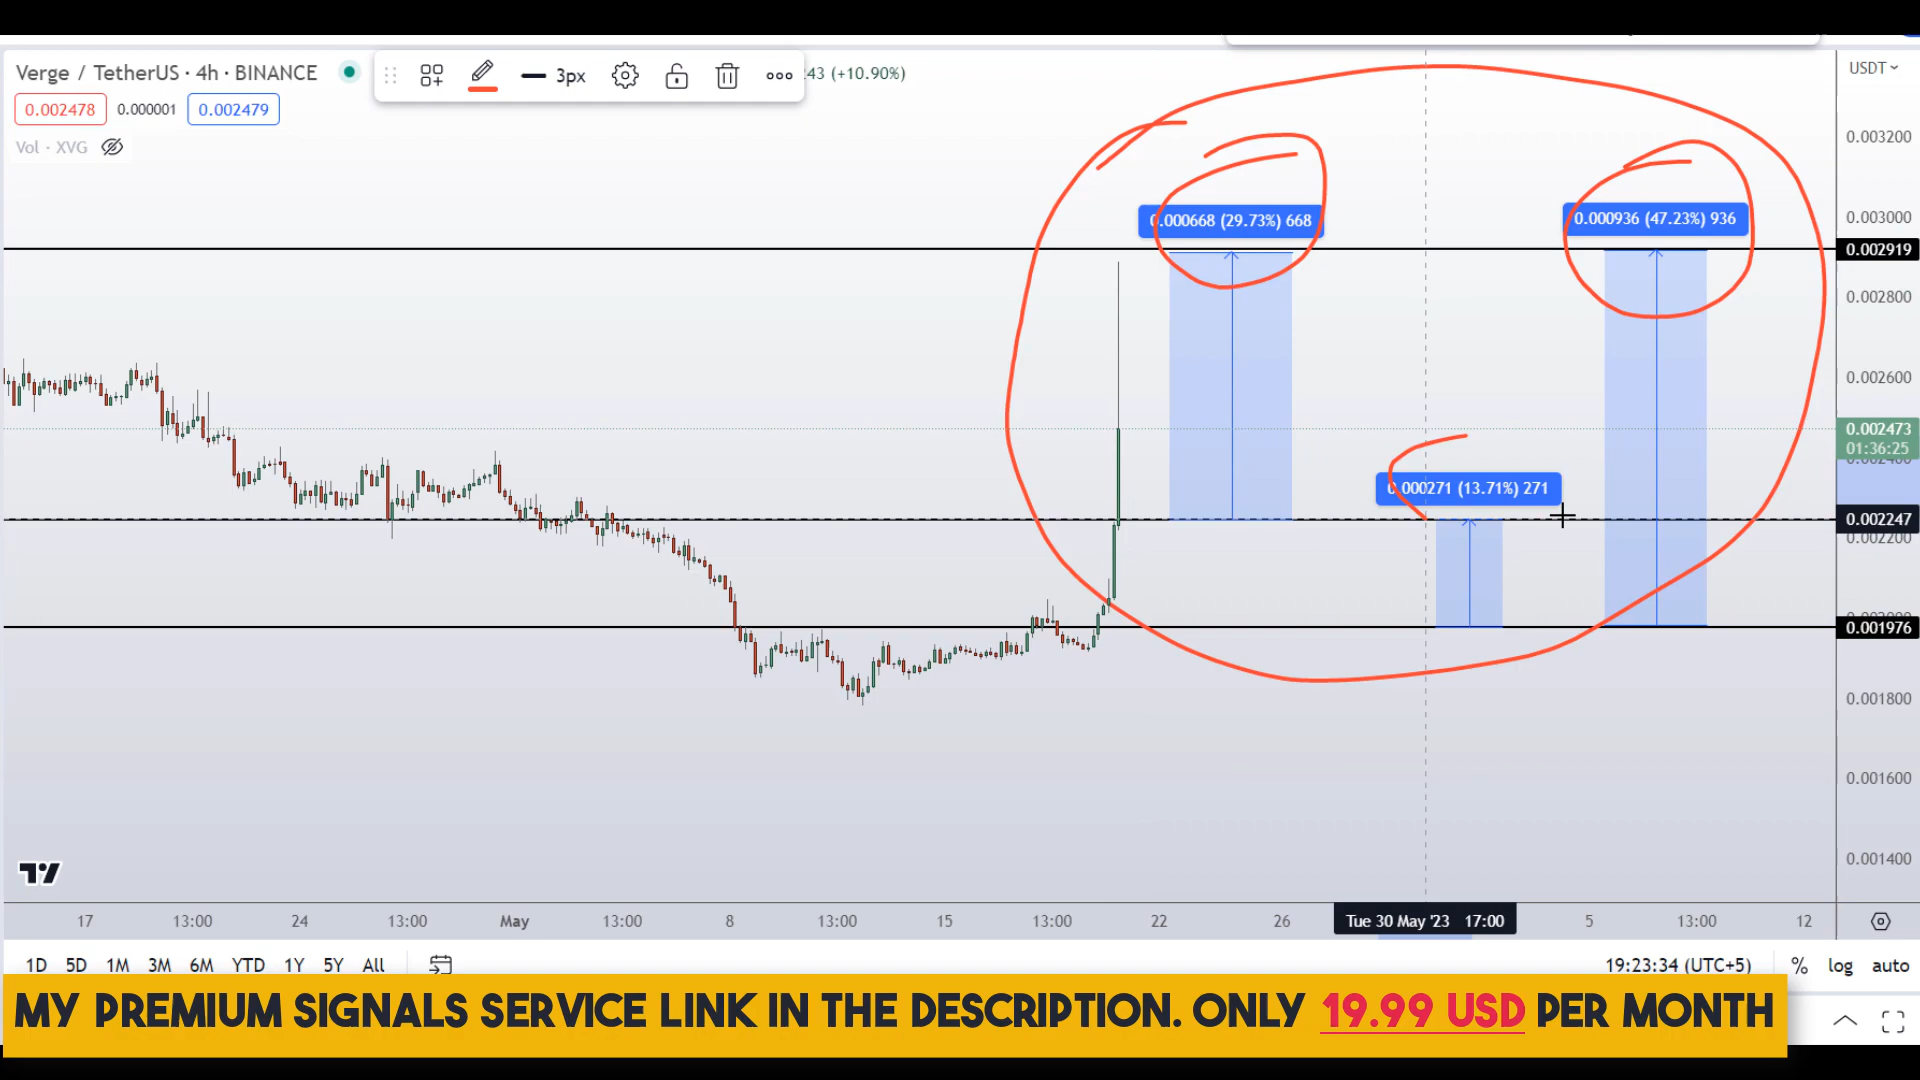 Verge / TetherUS · 4h · BINANCE
3px
43 (+10.90%)
USDT
0.002478
0.000001
0.002479
Vol · XVG
0.003200
0.000668 (29.73%) 668
0.000936 (47.23%) 936
0.003000
0.002919
0.002800
0.002600
0.002473
01:36:25
0.000271 (13.71%) 271
0.002247
0.002200
0.001976
0.001800
0.001600
0.001400
17 13:00 24 13:00 May 13:00 8 13:00 15 13:00 22 26 Tue 30 May '23 17:00 5 13:00 12
1D 5D 1M 3M 6M YTD 1Y 5Y All
19:23:34 (UTC+5) % log auto
MY PREMIUM SIGNALS SERVICE LINK IN THE DESCRIPTION. ONLY 19.99 USD PER MONTH